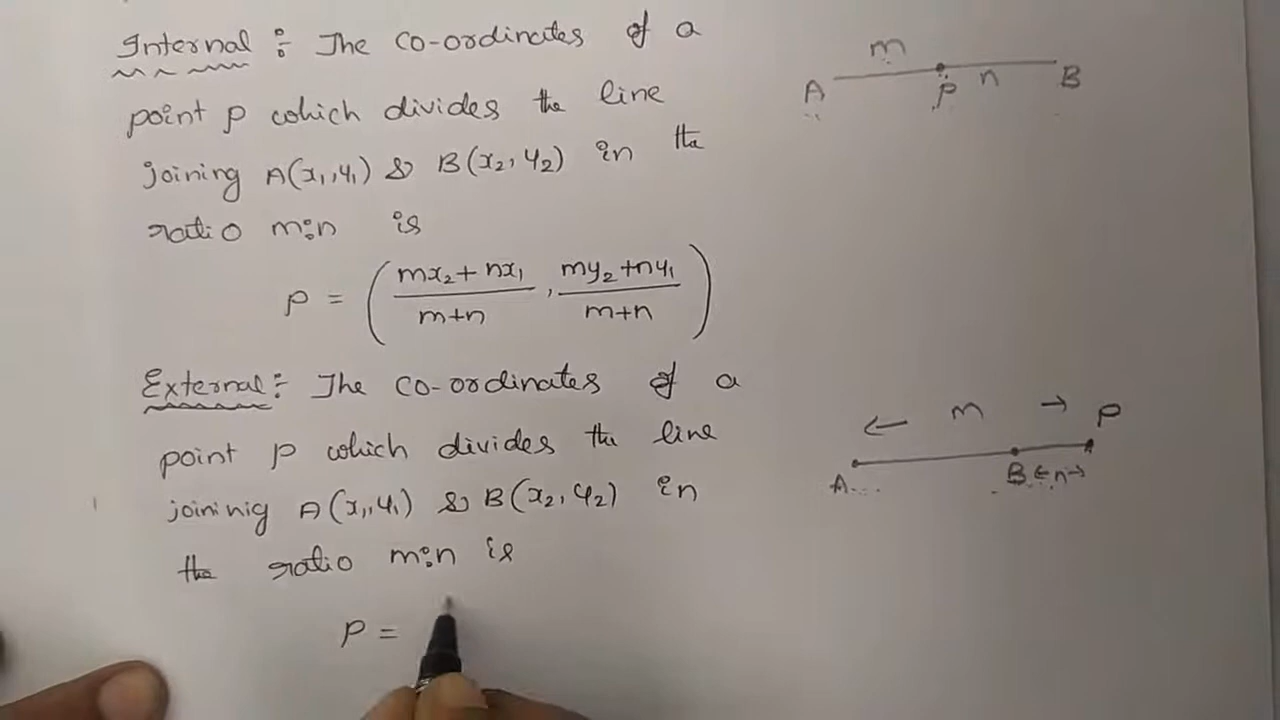 Internal : The co-ordinates of a
point P which divides the line
joining A(x₁,y₁) & B(x₂,y₂) in the
ratio m:n is
P = ( mx₂+nx₁ / m+n , my₂+ny₁ / m+n )
External : The co-ordinates of a
point P which divides the line
joininig A(x₁,y₁) & B(x₂,y₂) in
the ratio m:n is
P =
m
A P n B
← m → P
A... B ←n→